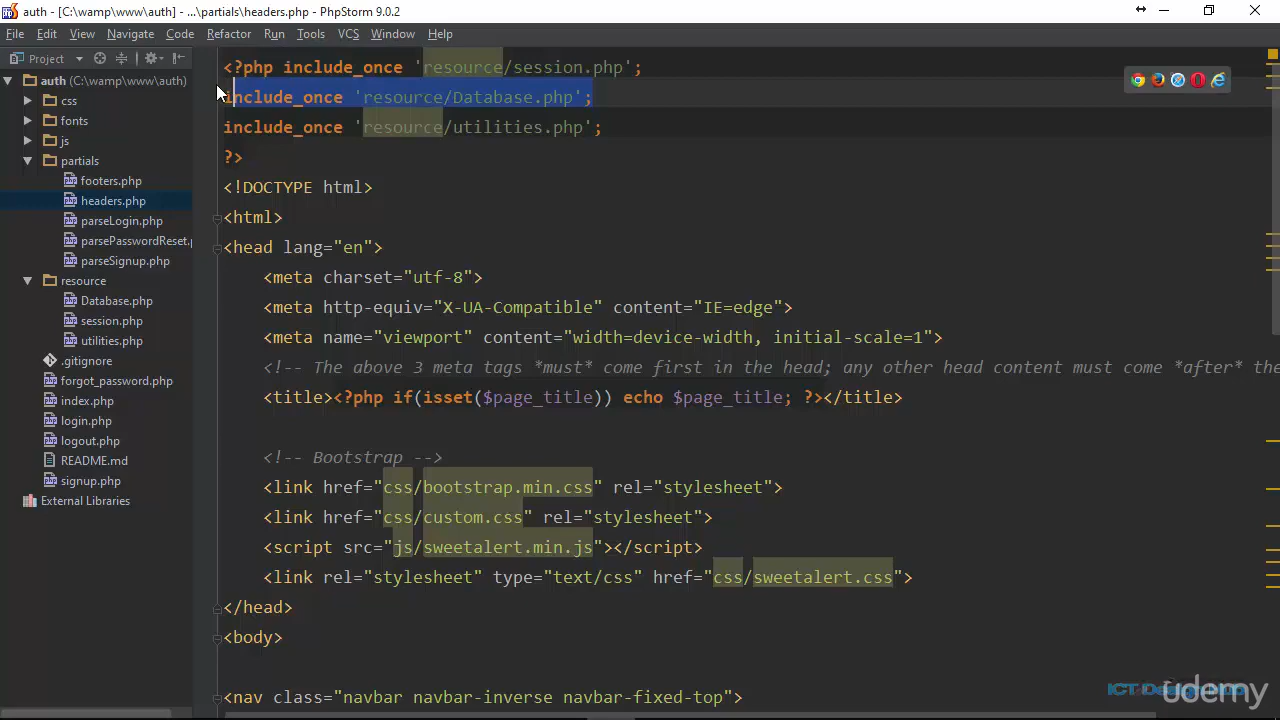 auth - [C:\wamp\www\auth] - ...\partials\headers.php - PhpStorm 9.0.2
File Edit View Navigate Code Refactor Run Tools VCS Window Help
Project
auth (C:\wamp\www\auth)
css
fonts
js
partials
footers.php
headers.php
parseLogin.php
parsePasswordReset.p
parseSignup.php
resource
Database.php
session.php
utilities.php
.gitignore
forgot_password.php
index.php
login.php
logout.php
README.md
signup.php
External Libraries
<?php include_once 'resource/session.php';
include_once 'resource/Database.php';
include_once 'resource/utilities.php';
?>
<!DOCTYPE html>
<html>
<head lang="en">
<meta charset="utf-8">
<meta http-equiv="X-UA-Compatible" content="IE=edge">
<meta name="viewport" content="width=device-width, initial-scale=1">
<!-- The above 3 meta tags *must* come first in the head; any other head content must come *after* the
<title><?php if(isset($page_title)) echo $page_title; ?></title>
<!-- Bootstrap -->
<link href="css/bootstrap.min.css" rel="stylesheet">
<link href="css/custom.css" rel="stylesheet">
<script src="js/sweetalert.min.js"></script>
<link rel="stylesheet" type="text/css" href="css/sweetalert.css">
</head>
<body>
<nav class="navbar navbar-inverse navbar-fixed-top">
ICT Design Hub
udemy